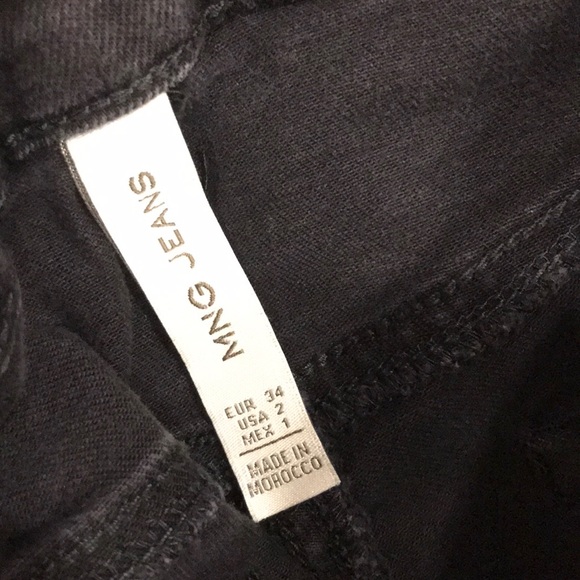 MNG JEANS
EUR 34
USA 2
MEX 1
MADE IN
MOROCCO